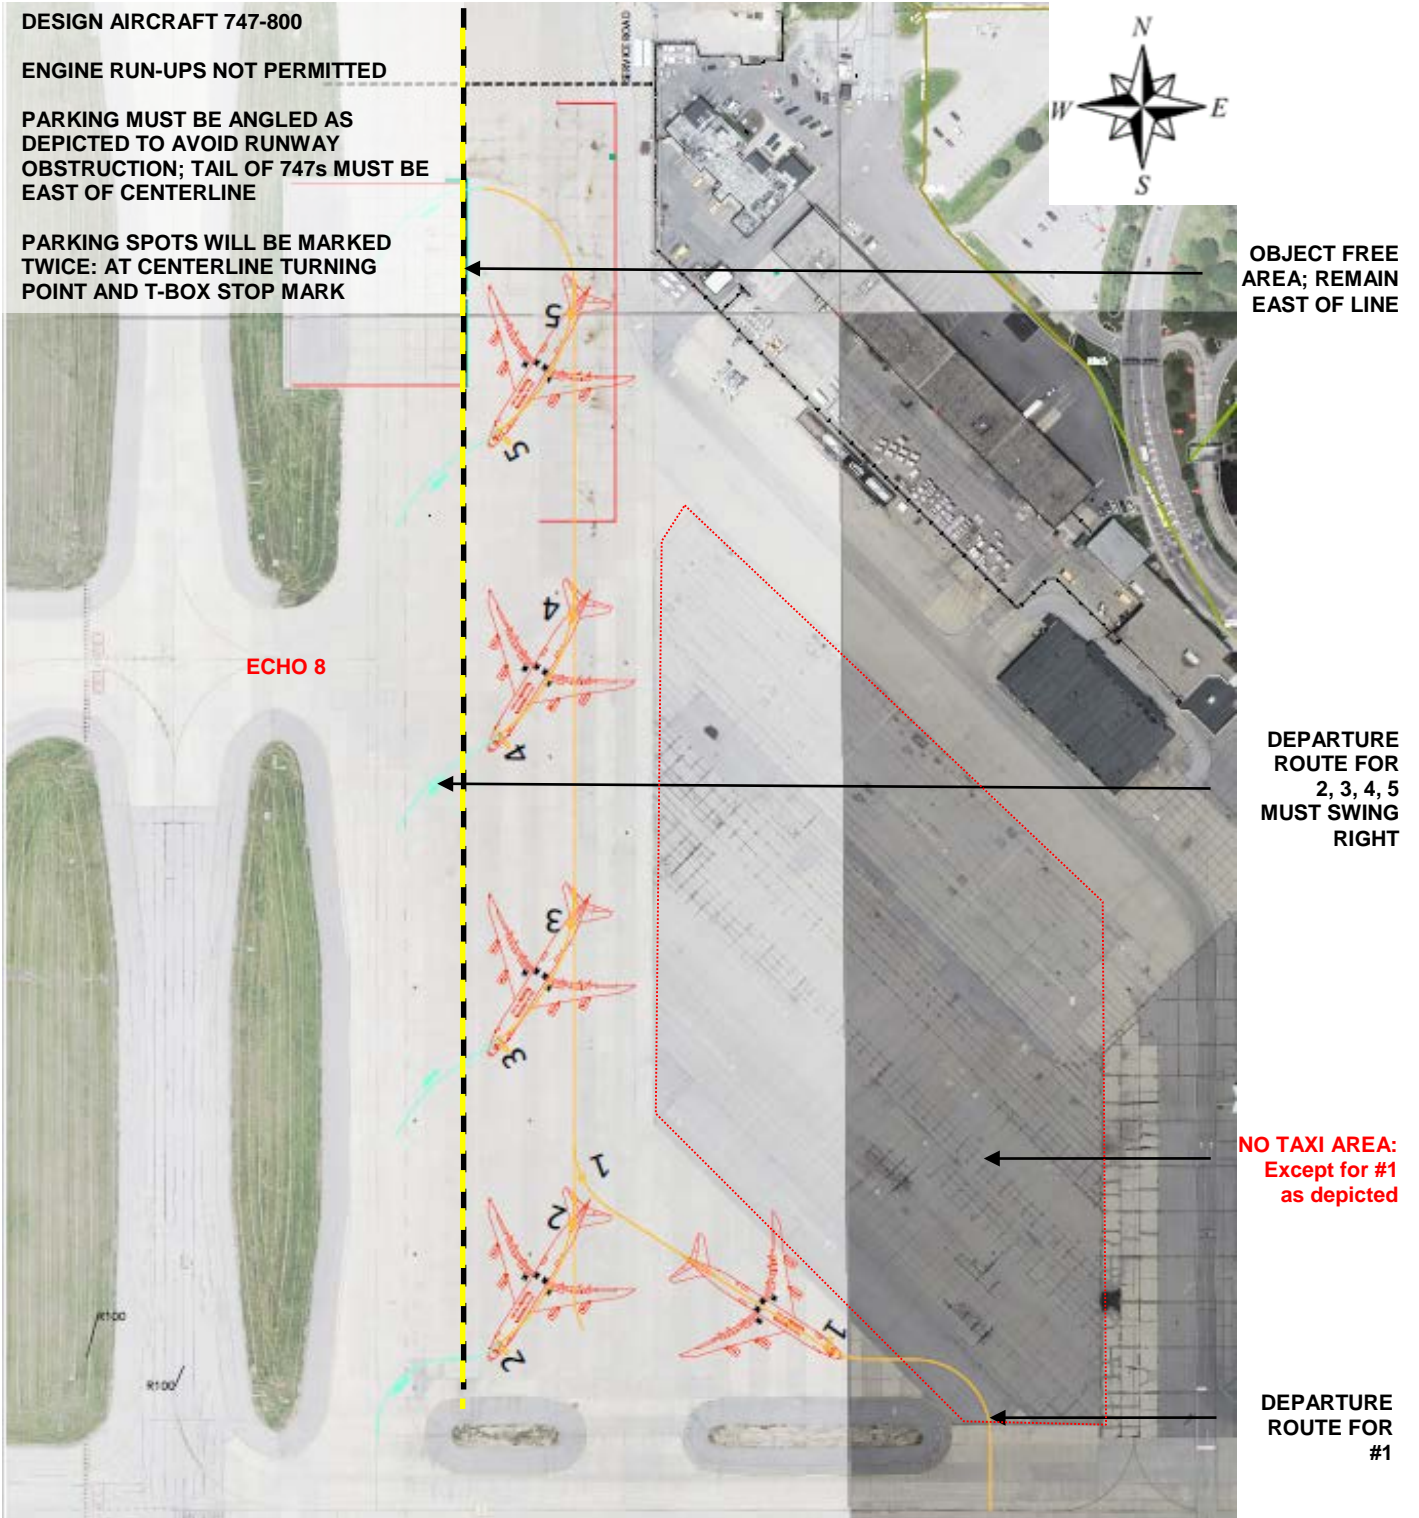 DESIGN AIRCRAFT 747-800
ENGINE RUN-UPS NOT PERMITTED
PARKING MUST BE ANGLED AS
DEPICTED TO AVOID RUNWAY
OBSTRUCTION; TAIL OF 747s MUST BE
EAST OF CENTERLINE
PARKING SPOTS WILL BE MARKED
TWICE: AT CENTERLINE TURNING
POINT AND T-BOX STOP MARK
SERVICE ROAD
N
W
E
S
OBJECT FREE
AREA; REMAIN
EAST OF LINE
5
5
4
ECHO 8
4
DEPARTURE
ROUTE FOR
2, 3, 4, 5
MUST SWING
RIGHT
3
3
1
NO TAXI AREA:
Except for #1
as depicted
2
1
2
R100
R100
DEPARTURE
ROUTE FOR
#1